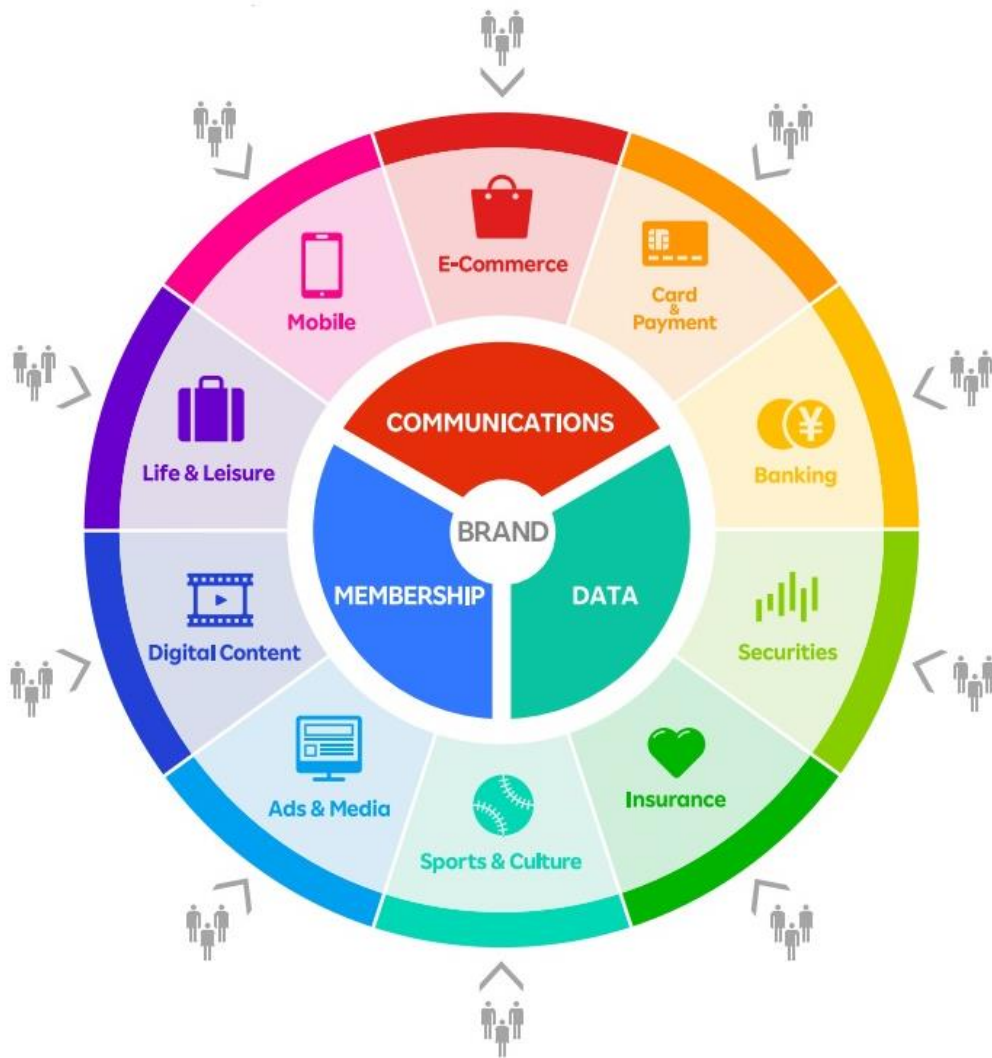 E-Commerce
Card
&
Payment
Mobile
COMMUNICATIONS
Life & Leisure
¥
Banking
BRAND
MEMBERSHIP
DATA
Digital Content
Securities
Insurance
Ads & Media
Sports & Culture